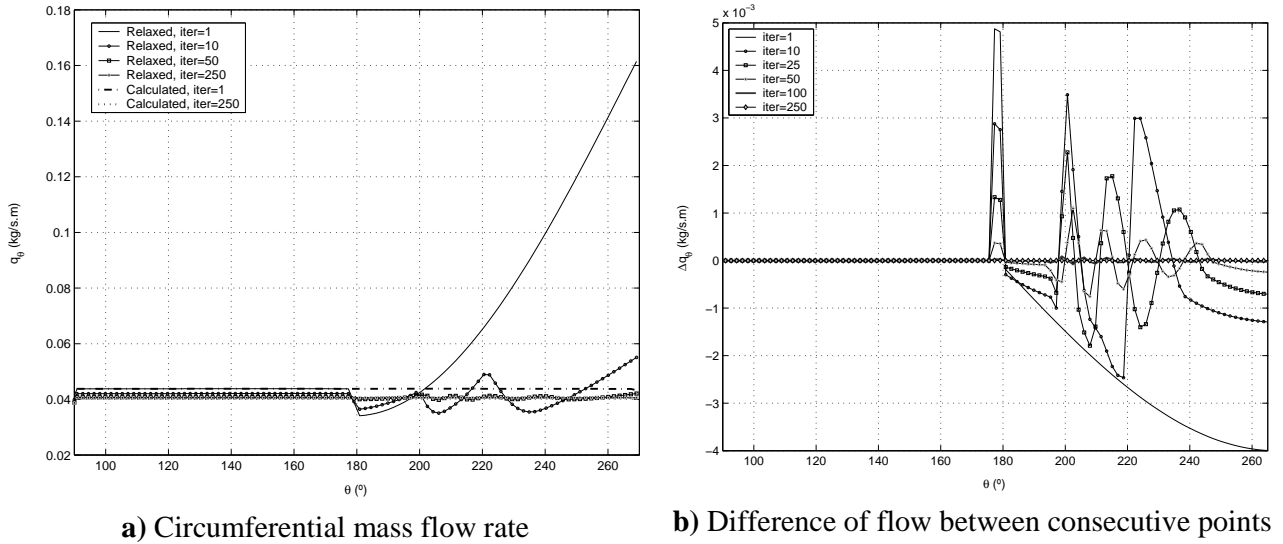 0.18
0.16
0.14
0.12
0.1
0.08
0.06
0.04
0.02
q_θ (kg/s.m)
Relaxed, iter=1
Relaxed, iter=10
Relaxed, iter=50
Relaxed, iter=250
Calculated, iter=1
Calculated, iter=250
100 120 140 160 180 200 220 240 260
θ (º)
a) Circumferential mass flow rate
x 10⁻³
5
4
3
2
1
0
−1
−2
−3
−4
Δq_θ (kg/s.m)
iter=1
iter=10
iter=25
iter=50
iter=100
iter=250
100 120 140 160 180 200 220 240 260
θ (º)
b) Difference of flow between consecutive points